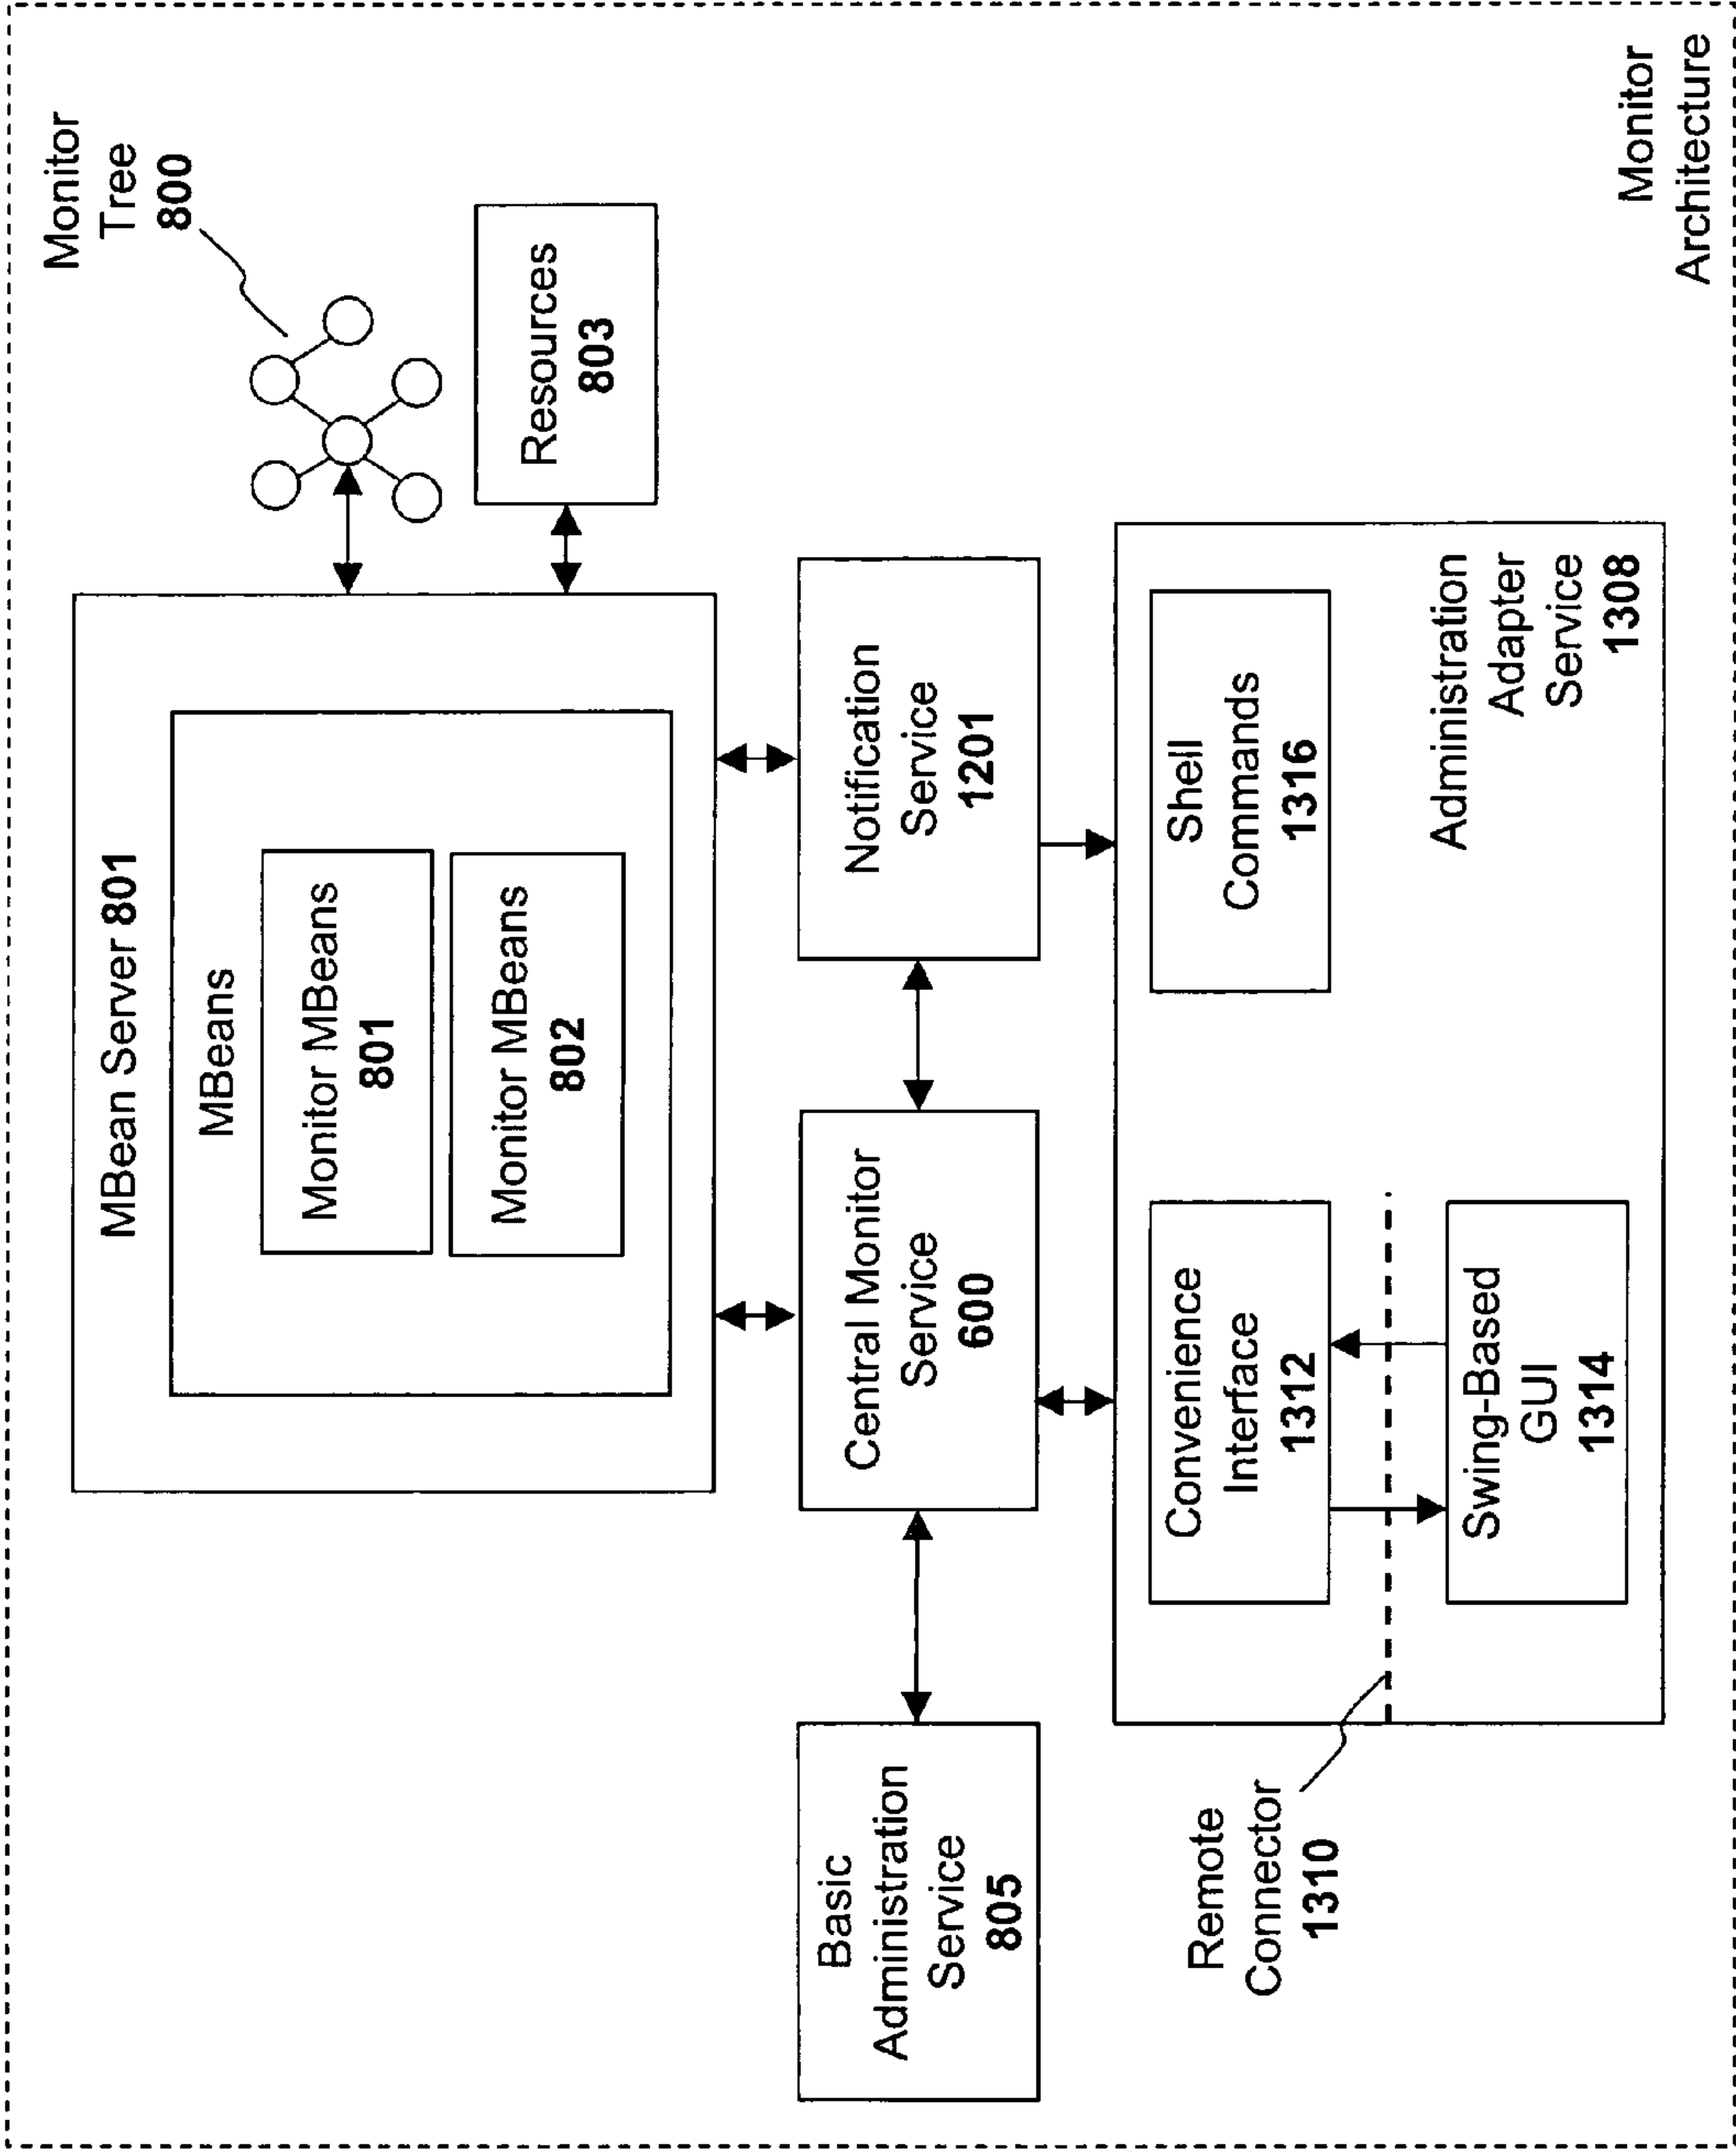 MBean Server 801
MBeans
Monitor MBeans
801
Monitor MBeans
802
Monitor
Tree
800
Resources
803
Basic
Administration
Service
805
Central Monitor
Service
600
Notification
Service
1201
Remote
Connector
1310
Convenience
Interface
1312
Swing-Based
GUI
1314
Shell
Commands
1316
Administration
Adapter
Service
1308
Monitor
Architecture